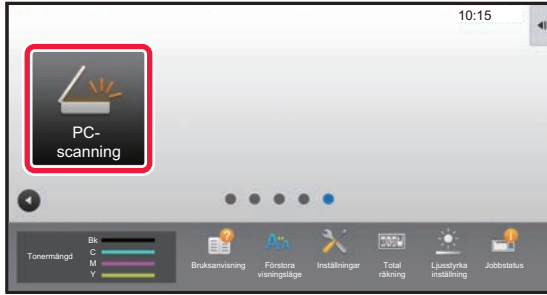 10:15
PC-
scanning
Tonermängd
Bk
C
M
Y
Bruksanvisning
Förstora
visningsläge
Inställningar
Total
räkning
Ljusstyrka
inställning
Jobbstatus